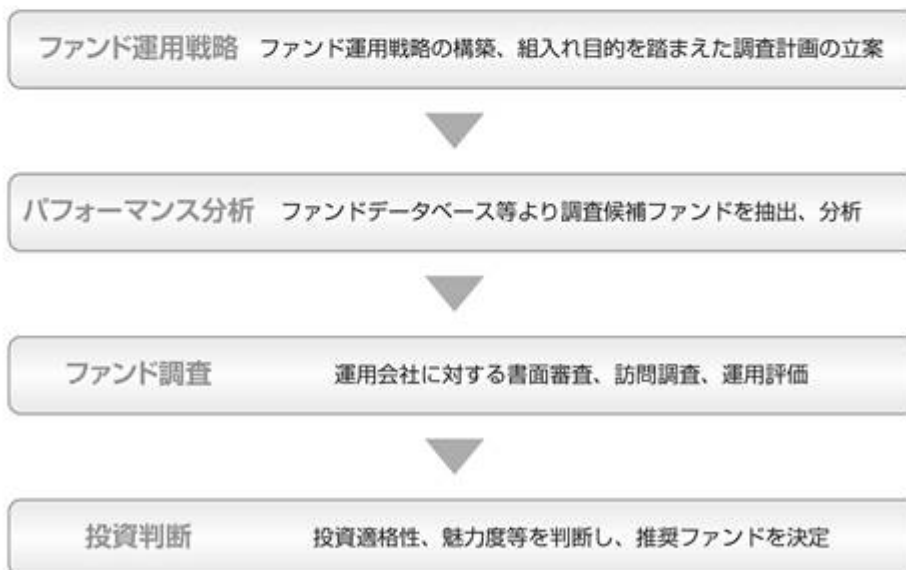 ファンド運用戦略 ファンド運用戦略の構築、組入れ目的を踏まえた調査計画の立案
パフォーマンス分析 ファンドデータベース等より調査候補ファンドを抽出、分析
ファンド調査 運用会社に対する書面審査、訪問調査、運用評価
投資判断 投資適格性、魅力度等を判断し、推奨ファンドを決定